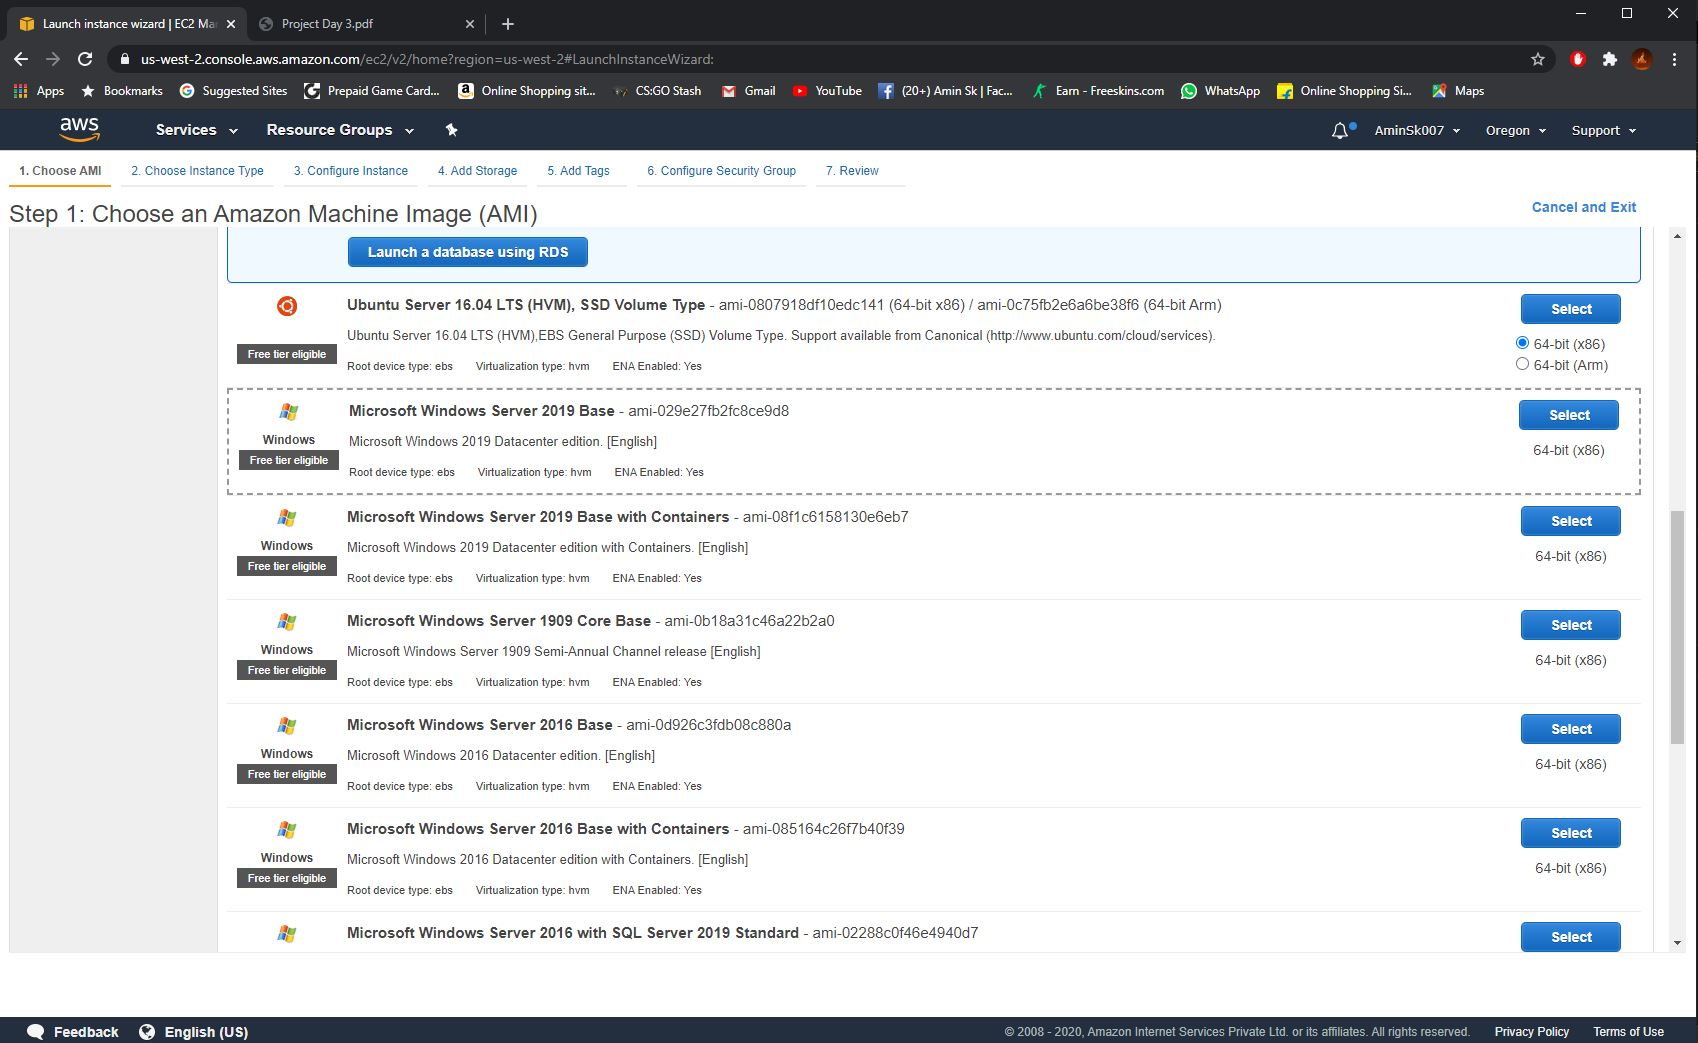 Launch instance wizard | EC2 Ma
Project Day 3.pdf
us-west-2.console.aws.amazon.com/ec2/v2/home?region=us-west-2#LaunchInstanceWizard:
Apps
Bookmarks
Suggested Sites
Prepaid Game Card...
Online Shopping sit...
CS:GO Stash
Gmail
YouTube
(20+) Amin Sk | Fac...
Earn - Freeskins.com
WhatsApp
Online Shopping Si...
Maps
aws
Services
Resource Groups
AminSk007
Oregon
Support
1. Choose AMI
2. Choose Instance Type
3. Configure Instance
4. Add Storage
5. Add Tags
6. Configure Security Group
7. Review
Step 1: Choose an Amazon Machine Image (AMI)
Cancel and Exit
Launch a database using RDS
Ubuntu Server 16.04 LTS (HVM), SSD Volume Type - ami-0807918df10edc141 (64-bit x86) / ami-0c75fb2e6a6be38f6 (64-bit Arm)
Select
Ubuntu Server 16.04 LTS (HVM),EBS General Purpose (SSD) Volume Type. Support available from Canonical (http://www.ubuntu.com/cloud/services).
64-bit (x86)
Free tier eligible
Root device type: ebs Virtualization type: hvm ENA Enabled: Yes
64-bit (Arm)
Microsoft Windows Server 2019 Base - ami-029e27fb2fc8ce9d8
Select
Windows
Microsoft Windows 2019 Datacenter edition. [English]
64-bit (x86)
Free tier eligible
Root device type: ebs Virtualization type: hvm ENA Enabled: Yes
Microsoft Windows Server 2019 Base with Containers - ami-08f1c6158130e6eb7
Select
Windows
Microsoft Windows 2019 Datacenter edition with Containers. [English]
64-bit (x86)
Free tier eligible
Root device type: ebs Virtualization type: hvm ENA Enabled: Yes
Microsoft Windows Server 1909 Core Base - ami-0b18a31c46a22b2a0
Select
Windows
Microsoft Windows Server 1909 Semi-Annual Channel release [English]
64-bit (x86)
Free tier eligible
Root device type: ebs Virtualization type: hvm ENA Enabled: Yes
Microsoft Windows Server 2016 Base - ami-0d926c3fdb08c880a
Select
Windows
Microsoft Windows 2016 Datacenter edition. [English]
64-bit (x86)
Free tier eligible
Root device type: ebs Virtualization type: hvm ENA Enabled: Yes
Microsoft Windows Server 2016 Base with Containers - ami-085164c26f7b40f39
Select
Windows
Microsoft Windows 2016 Datacenter edition with Containers. [English]
64-bit (x86)
Free tier eligible
Root device type: ebs Virtualization type: hvm ENA Enabled: Yes
Microsoft Windows Server 2016 with SQL Server 2019 Standard - ami-02288c0f46e4940d7
Select
Feedback
English (US)
© 2008 - 2020, Amazon Internet Services Private Ltd. or its affiliates. All rights reserved.
Privacy Policy
Terms of Use